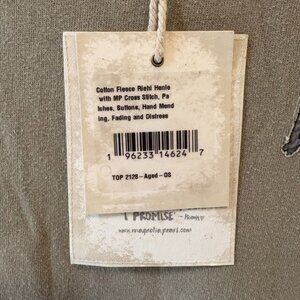 Cotton Fleece Riehl Henle
with MP Cross Stitch, Pa
tches, Buttons, Hand Mend
ing, Fading and Distress
1 96233 14624 7
TOP 2128-Aged-OS
I PROMISE
www.magnoliapearl.com